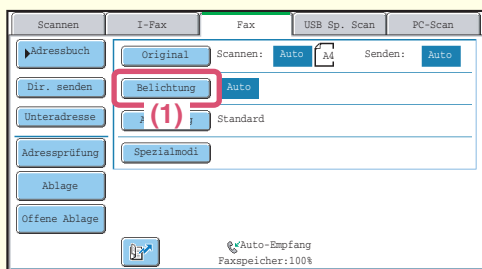 Scannen I-Fax Fax USB Sp. Scan PC-Scan
Adressbuch Original Scannen: Auto A4 Senden: Auto
Dir. senden Belichtung Auto
Unteradresse (1) Standard
Adressprüfung Spezialmodi
Ablage
Offene Ablage
Auto-Empfang
Faxspeicher:100%